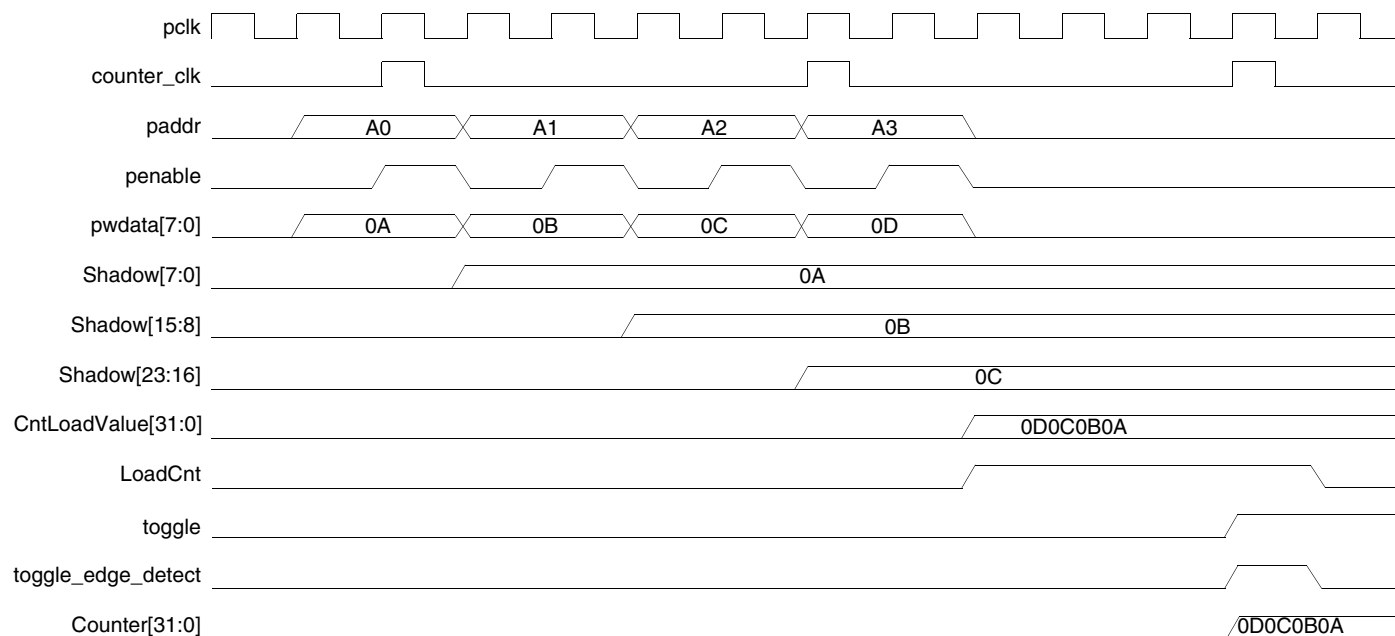 pclk
counter_clk
paddr A0 A1 A2 A3
penable
pwdata[7:0] 0A 0B 0C 0D
Shadow[7:0] 0A
Shadow[15:8] 0B
Shadow[23:16] 0C
CntLoadValue[31:0] 0D0C0B0A
LoadCnt
toggle
toggle_edge_detect
Counter[31:0] 0D0C0B0A